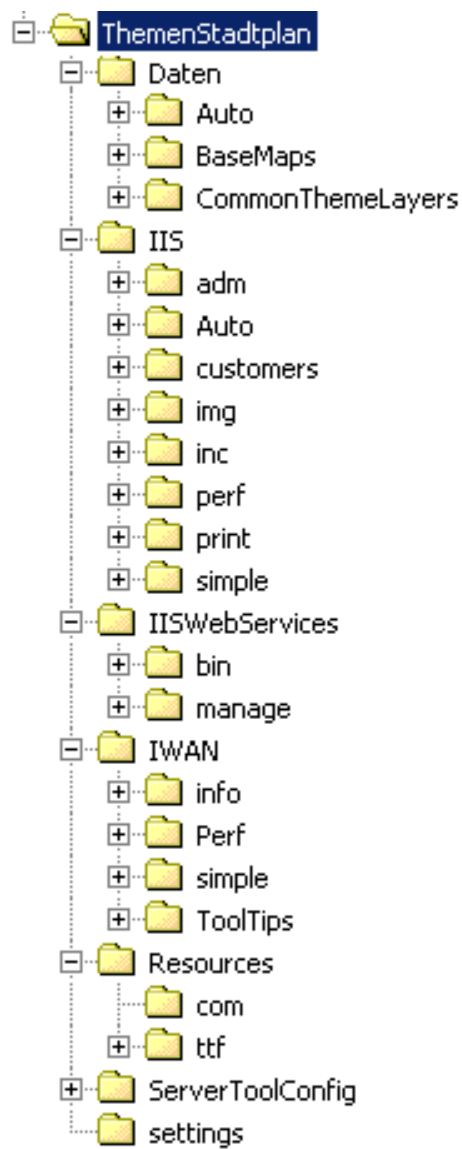 ThemenStadtplan
Daten
Auto
BaseMaps
CommonThemeLayers
IIS
adm
Auto
customers
img
inc
perf
print
simple
IISWebServices
bin
manage
IWAN
info
Perf
simple
ToolTips
Resources
com
ttf
ServerToolConfig
settings